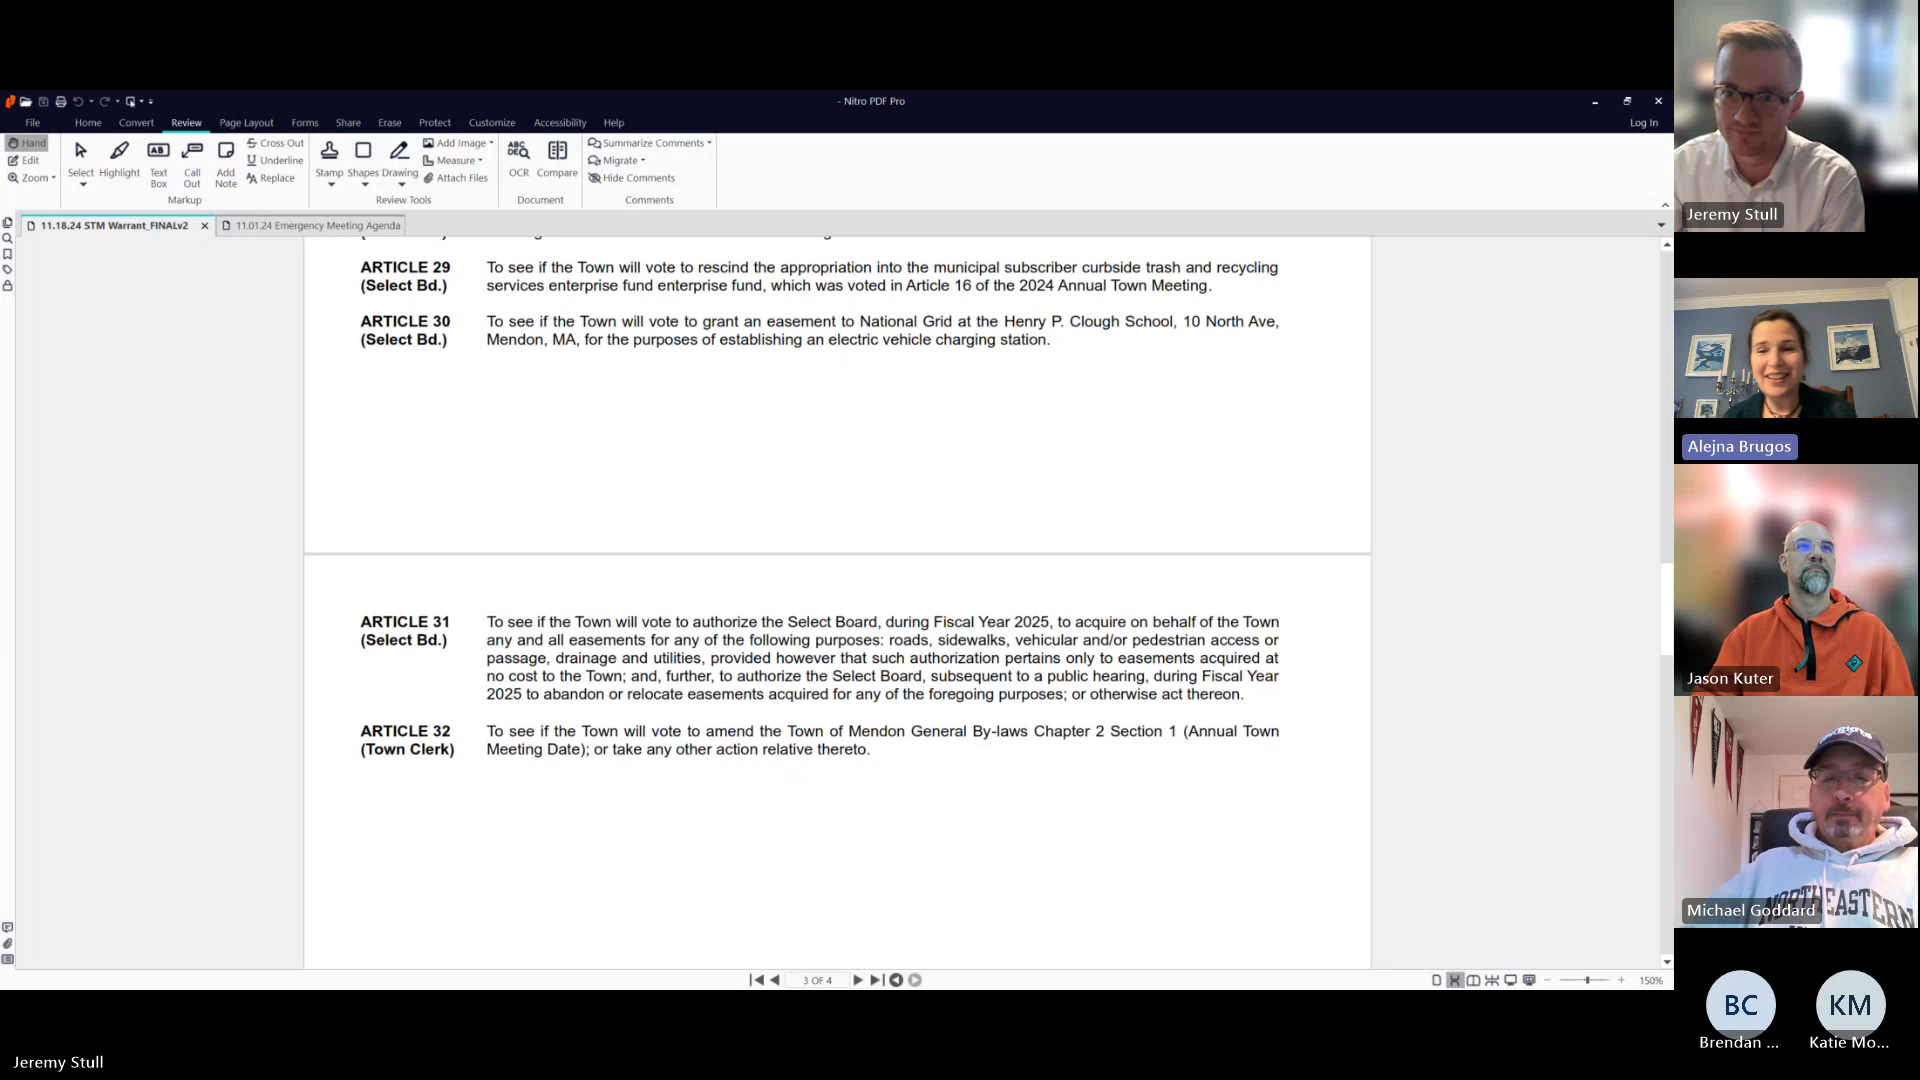 - Nitro PDF Pro
File Home Convert Review Page Layout Forms Share Erase Protect Customize Accessibility Help Log In
Hand
Edit
Zoom
Select
Highlight
Text Box
Call Out
Add Note
Cross Out
Underline
Replace
Markup
Stamp
Shapes
Drawing
Add Image
Measure
Attach Files
Review Tools
OCR
Compare
Document
Summarize Comments
Migrate
Hide Comments
Comments
11.18.24 STM Warrant_FINALv2
11.01.24 Emergency Meeting Agenda
ARTICLE 29 To see if the Town will vote to rescind the appropriation into the municipal subscriber curbside trash and recycling
(Select Bd.) services enterprise fund enterprise fund, which was voted in Article 16 of the 2024 Annual Town Meeting.
ARTICLE 30 To see if the Town will vote to grant an easement to National Grid at the Henry P. Clough School, 10 North Ave,
(Select Bd.) Mendon, MA, for the purposes of establishing an electric vehicle charging station.
ARTICLE 31 To see if the Town will vote to authorize the Select Board, during Fiscal Year 2025, to acquire on behalf of the Town
(Select Bd.) any and all easements for any of the following purposes: roads, sidewalks, vehicular and/or pedestrian access or
passage, drainage and utilities, provided however that such authorization pertains only to easements acquired at
no cost to the Town; and, further, to authorize the Select Board, subsequent to a public hearing, during Fiscal Year
2025 to abandon or relocate easements acquired for any of the foregoing purposes; or otherwise act thereon.
ARTICLE 32 To see if the Town will vote to amend the Town of Mendon General By-laws Chapter 2 Section 1 (Annual Town
(Town Clerk) Meeting Date); or take any other action relative thereto.
3 OF 4
150%
Jeremy Stull
Jeremy Stull
Alejna Brugos
Jason Kuter
NORTHEASTERN
Michael Goddard
BC
Brendan ...
KM
Katie Mo...